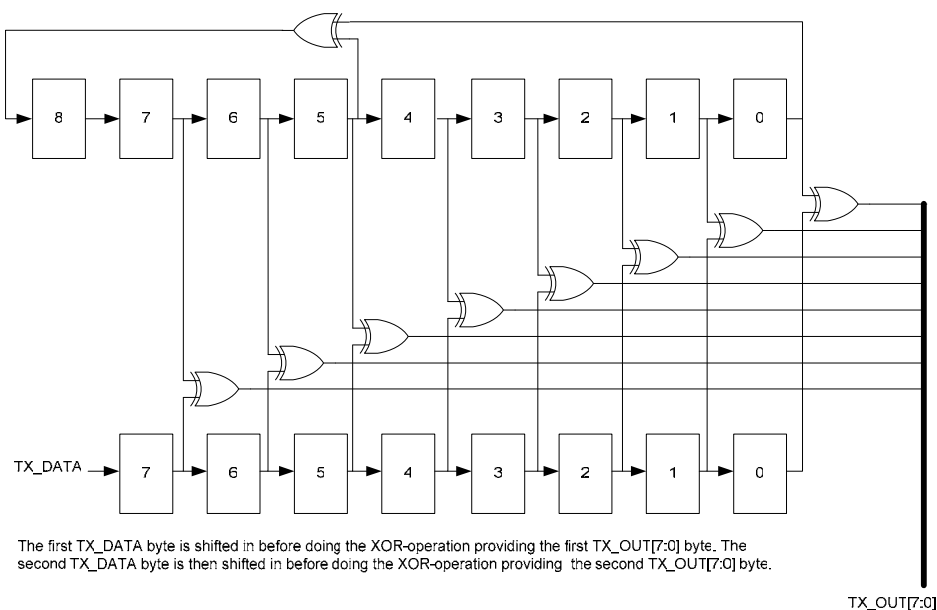 8 7 6 5 4 3 2 1 0
TX_DATA 7 6 5 4 3 2 1 0
The first TX_DATA byte is shifted in before doing the XOR-operation providing the first TX_OUT[7:0] byte. The
second TX_DATA byte is then shifted in before doing the XOR-operation providing the second TX_OUT[7:0] byte.
TX_OUT[7:0]